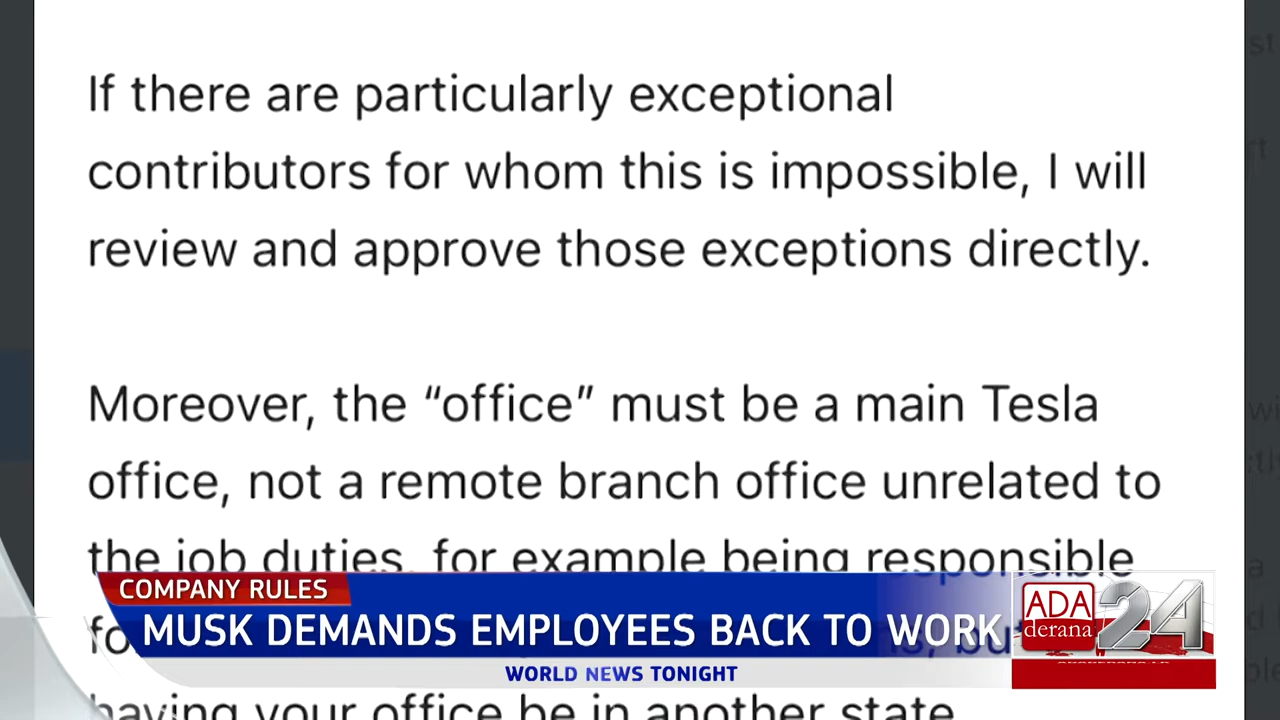 If there are particularly exceptional
contributors for whom this is impossible, I will
review and approve those exceptions directly.
Moreover, the “office” must be a main Tesla
office, not a remote branch office unrelated to
the job duties, for example being responsible
COMPANY RULES
MUSK DEMANDS EMPLOYEES BACK TO WORK
ADA
derana
24
WORLD NEWS TONIGHT
having your office be in another state